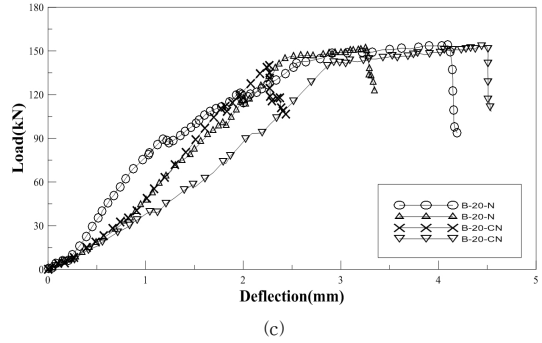 180
150
120
90
60
30
0
Load(kN)
0
1
2
3
4
5
Deflection(mm)
B-20-N
B-20-N
B-20-CN
B-20-CN
(c)